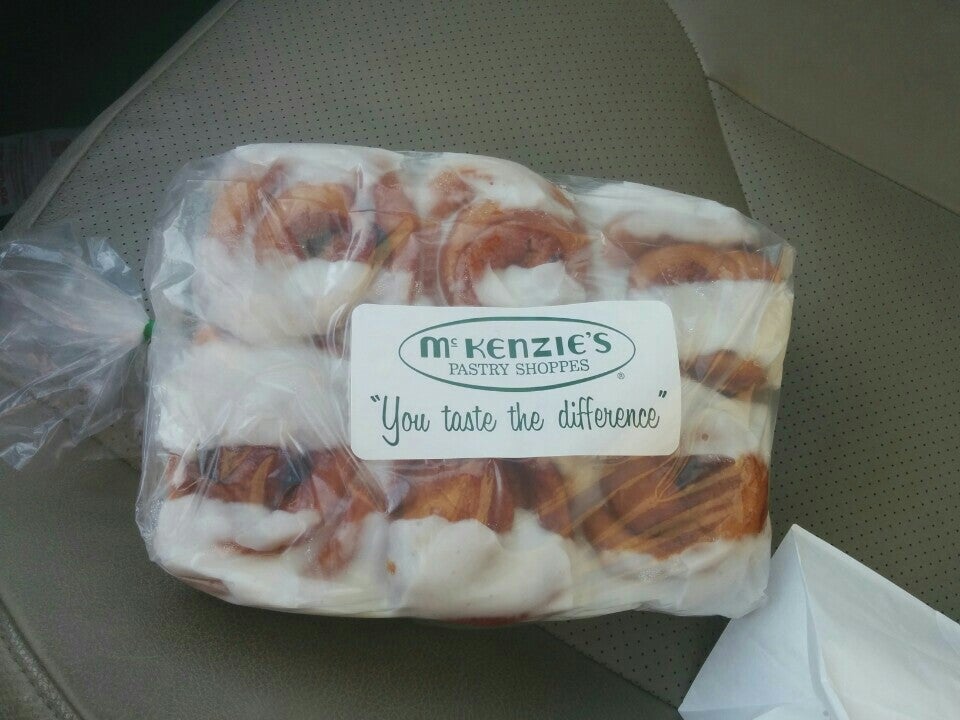 McKENZIE'S
PASTRY SHOPPES
®
"You taste the difference"